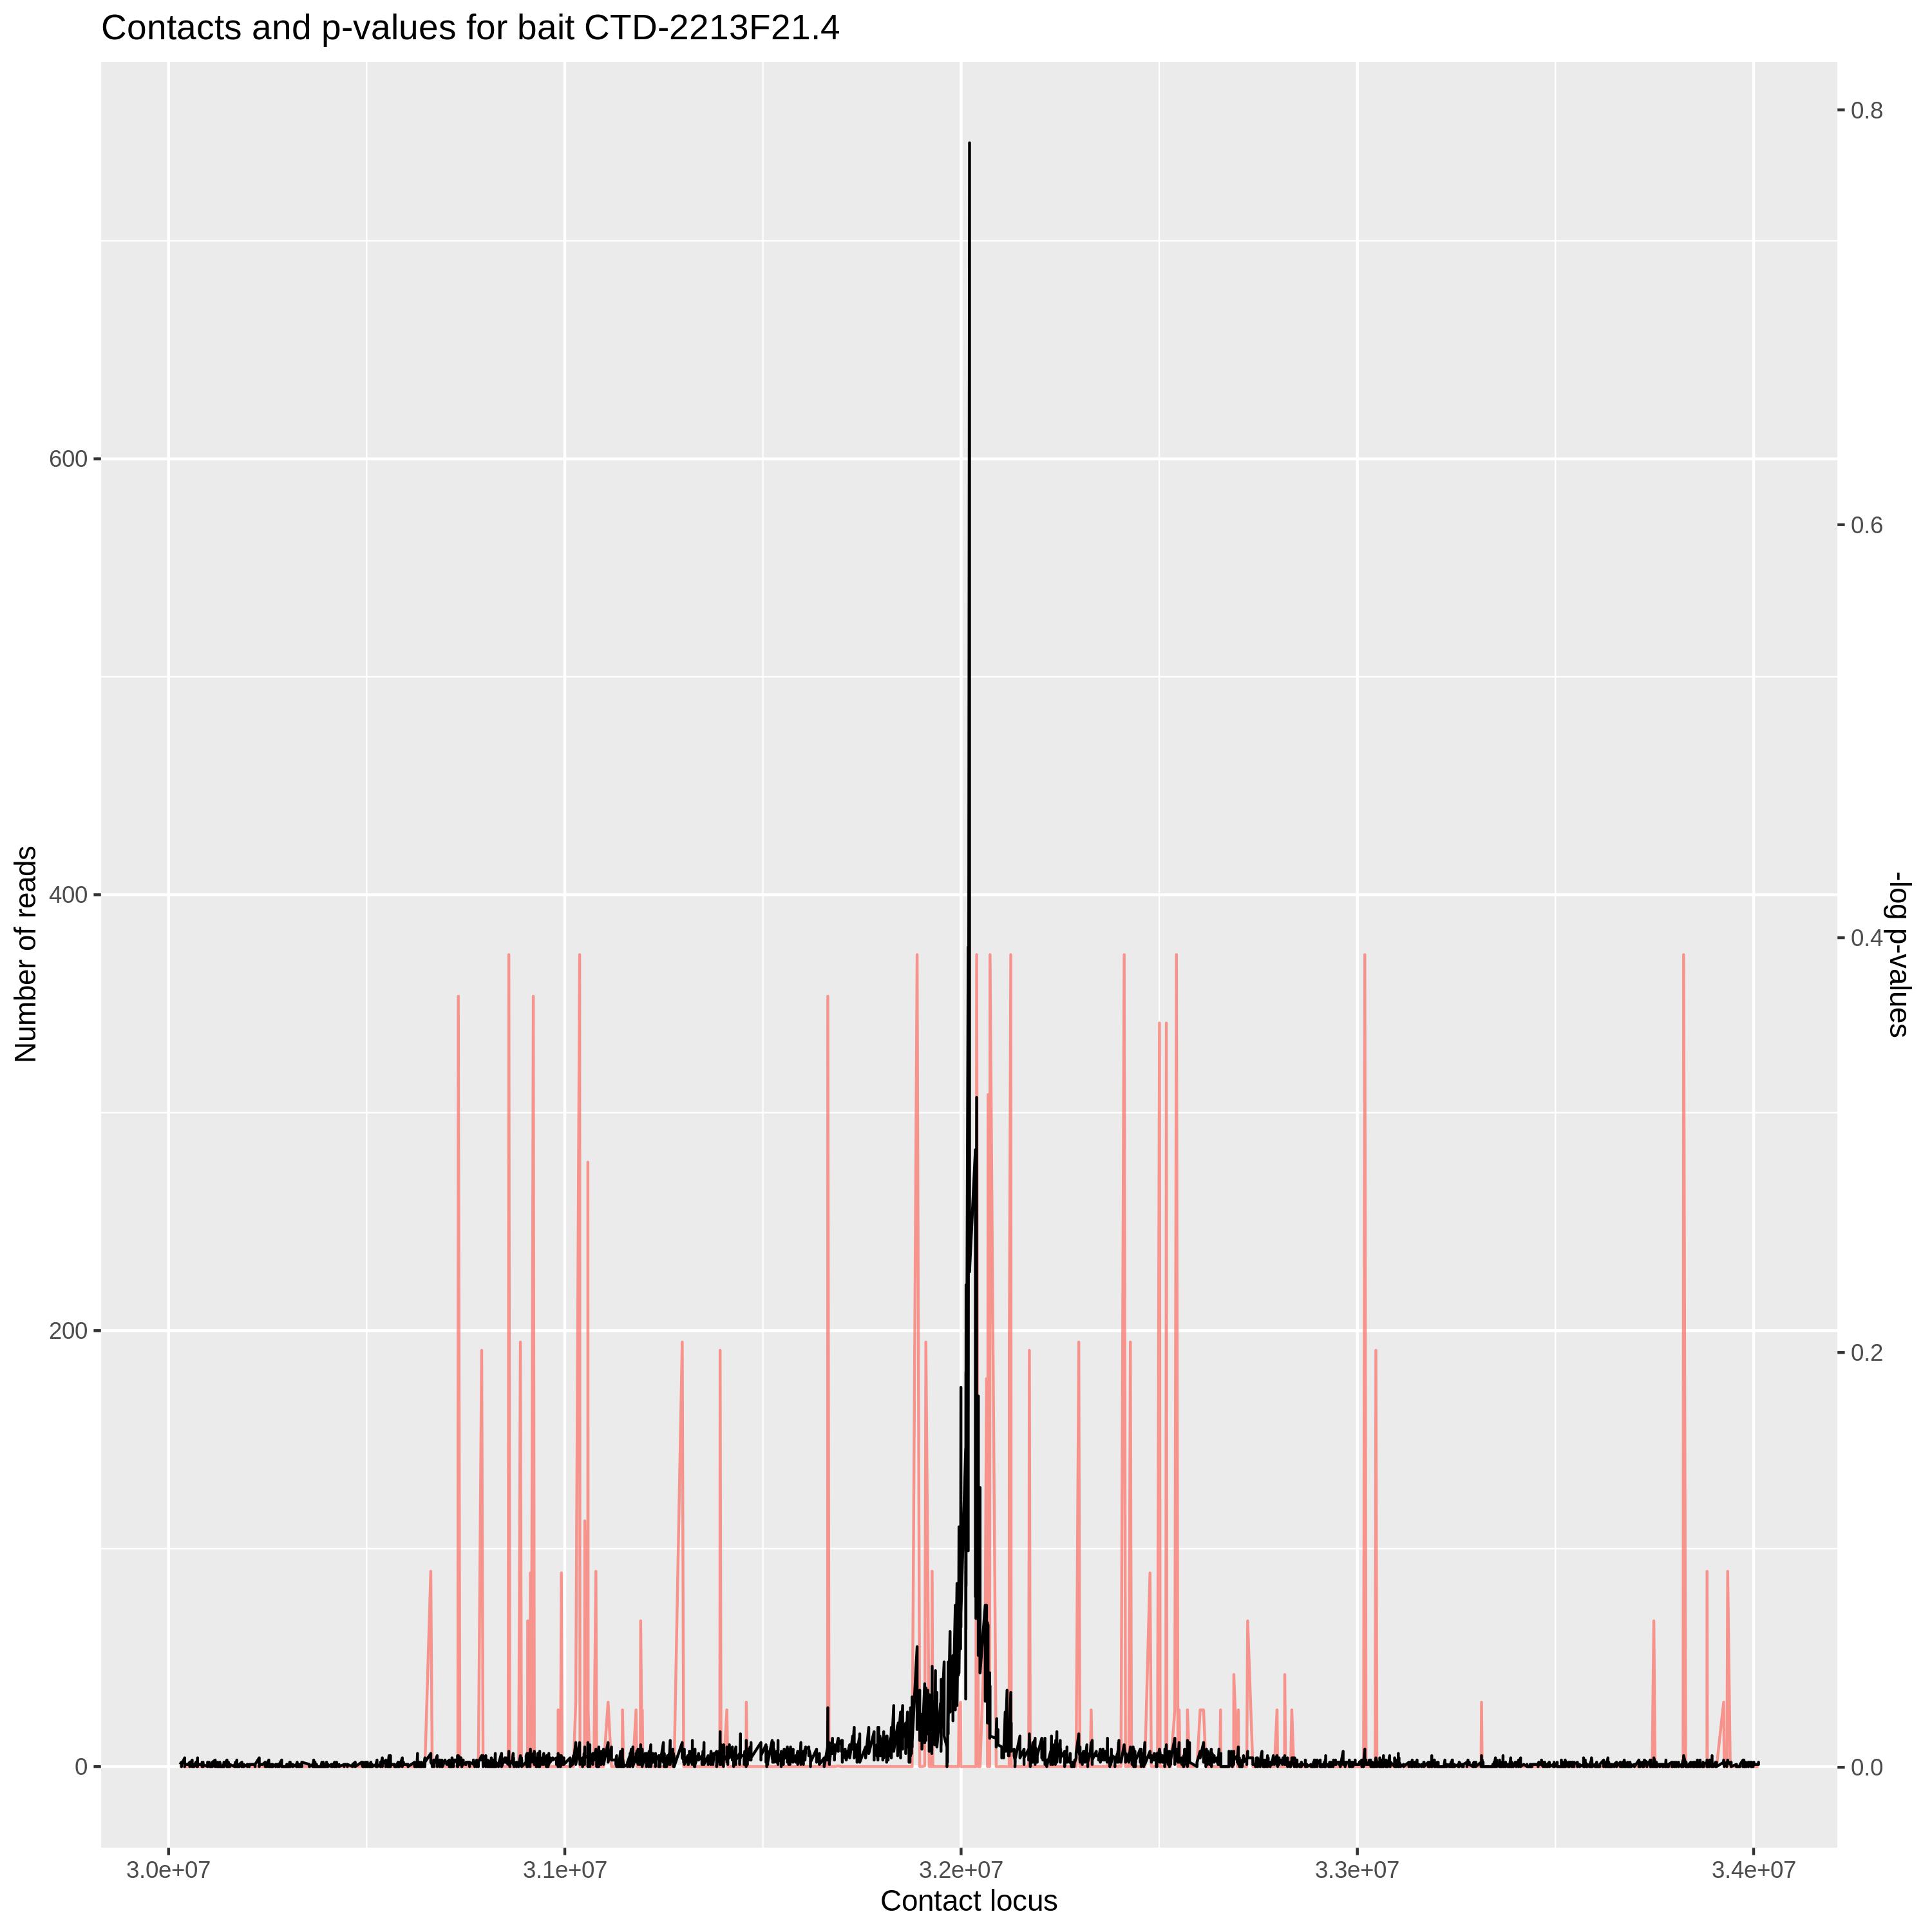 Contacts and p-values for bait CTD-2213F21.4
0.8
0.6
0.4
0.2
0.0
600
400
200
0
Number of reads
-log p-values
3.0e+07 3.1e+07 3.2e+07 3.3e+07 3.4e+07
Contact locus